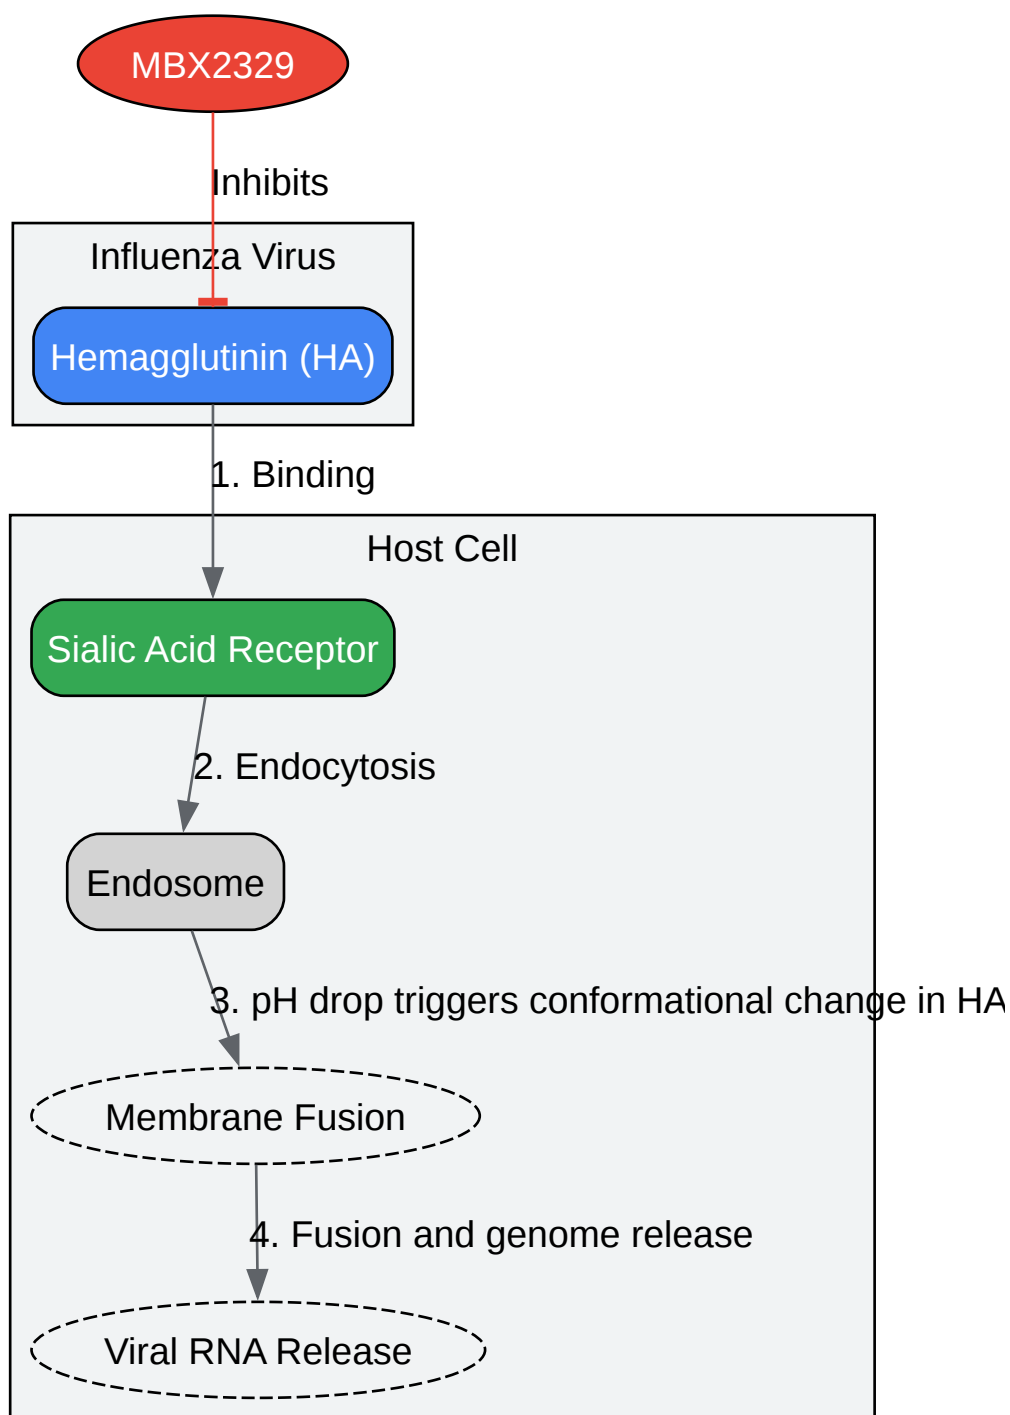 MBX2329
Inhibits
Influenza Virus
Hemagglutinin (HA)
1. Binding
Host Cell
Sialic Acid Receptor
2. Endocytosis
Endosome
3. pH drop triggers conformational change in HA
Membrane Fusion
4. Fusion and genome release
Viral RNA Release